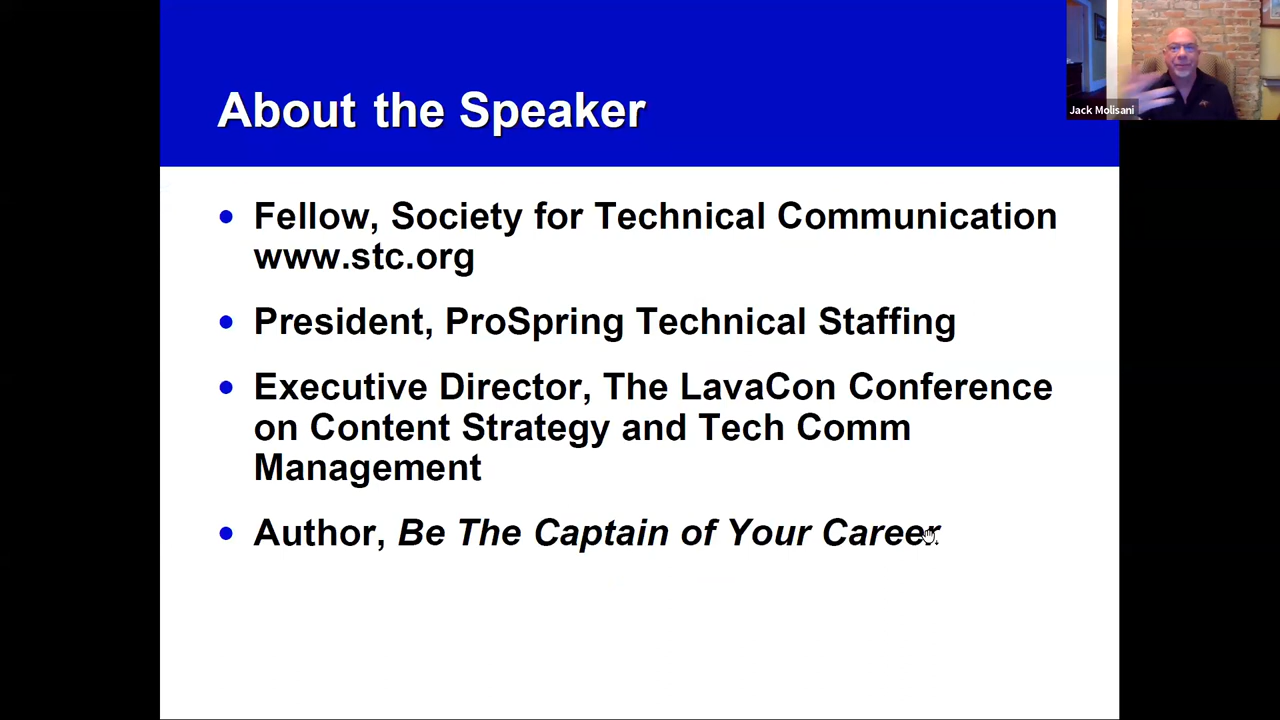 About the Speaker
Jack Molisani
• Fellow, Society for Technical Communication
www.stc.org
• President, ProSpring Technical Staffing
• Executive Director, The LavaCon Conference
on Content Strategy and Tech Comm
Management
• Author, Be The Captain of Your Career